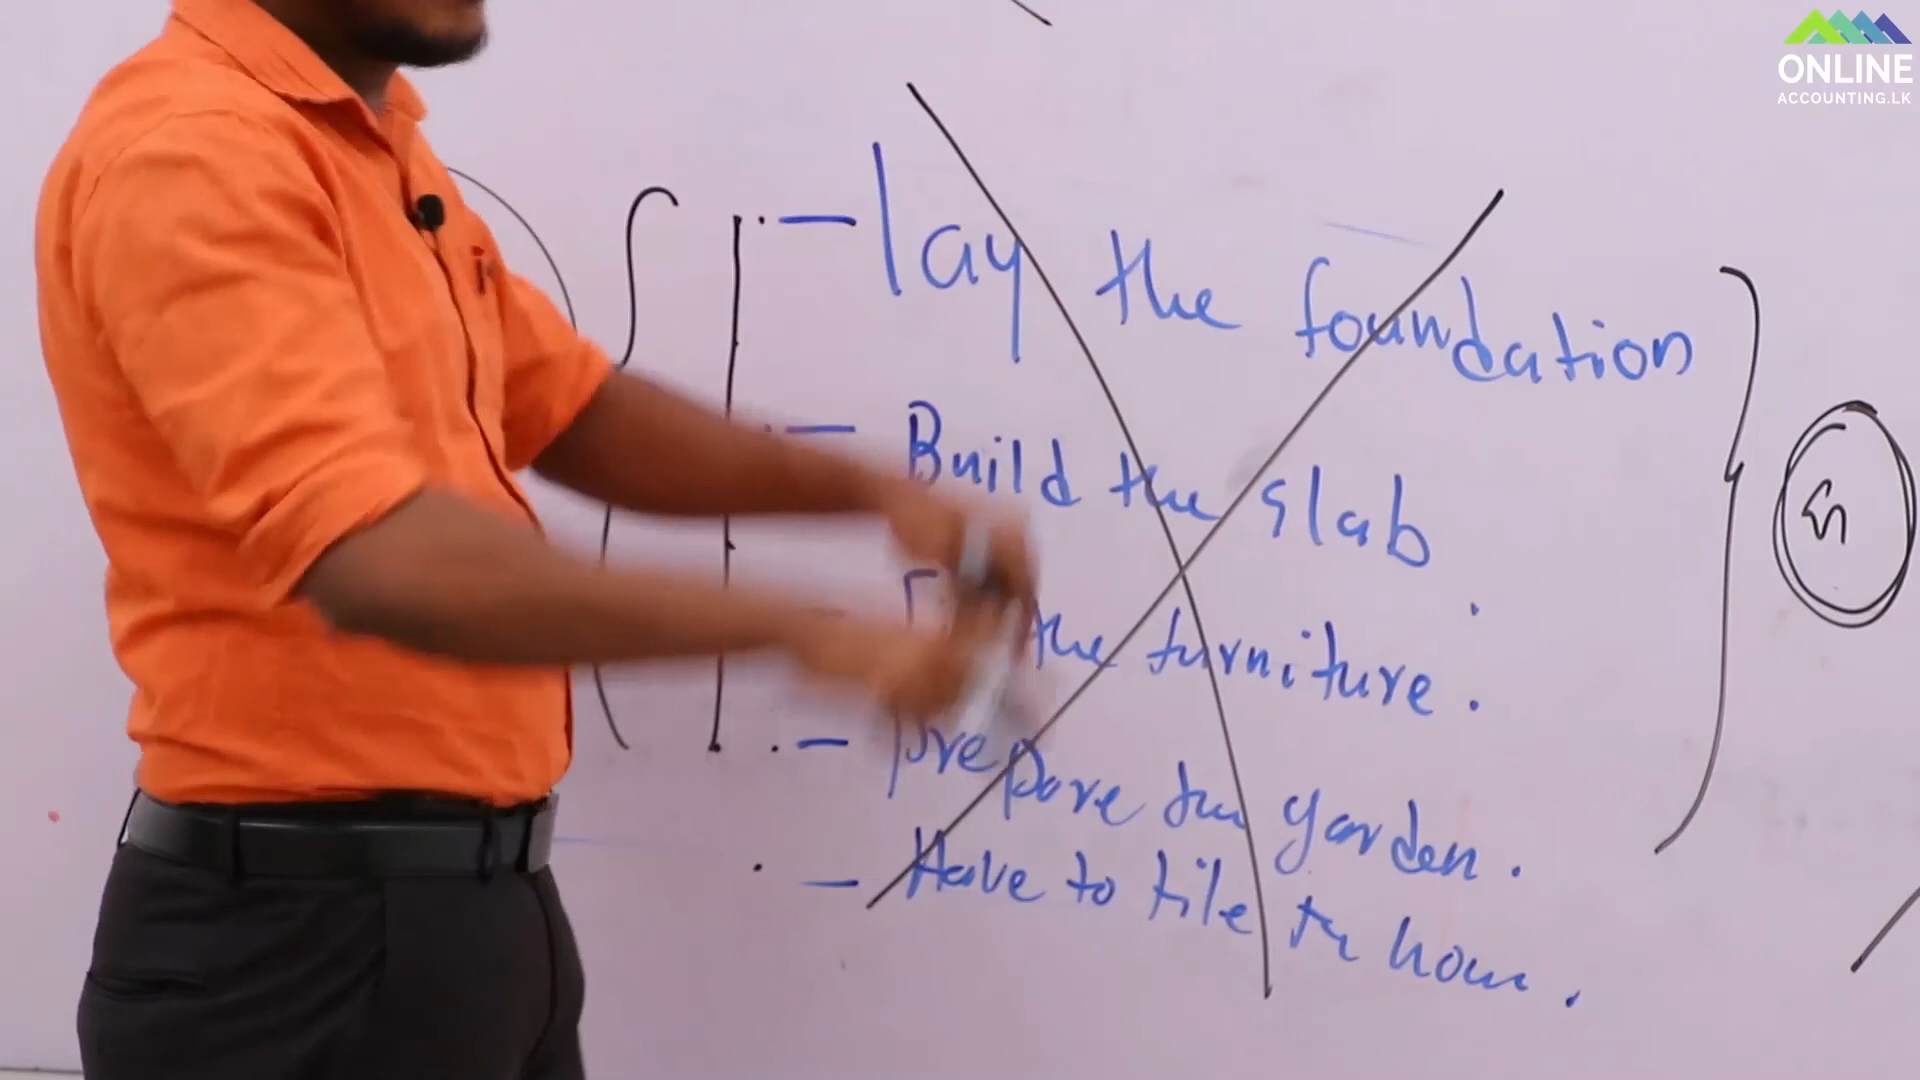 ONLINE
ACCOUNTING.LK
lay the foundation
Build the slab
the furniture.
prepare the garden.
Have to tile the house.